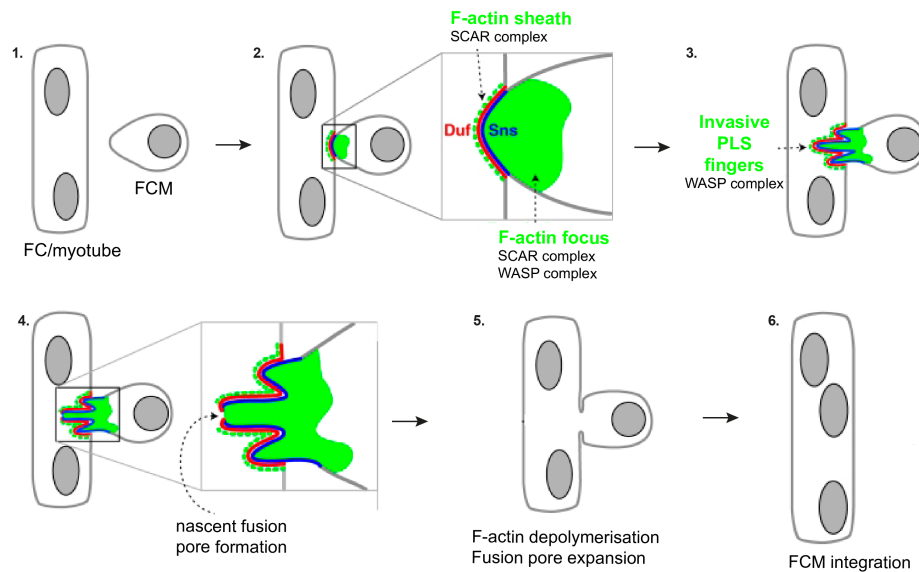 1.
FCM
FC/myotube
2.
F-actin sheath
SCAR complex
Duf
Sns
F-actin focus
SCAR complex
WASP complex
3.
Invasive
PLS
fingers
WASP complex
4.
nascent fusion
pore formation
5.
F-actin depolymerisation
Fusion pore expansion
6.
FCM integration